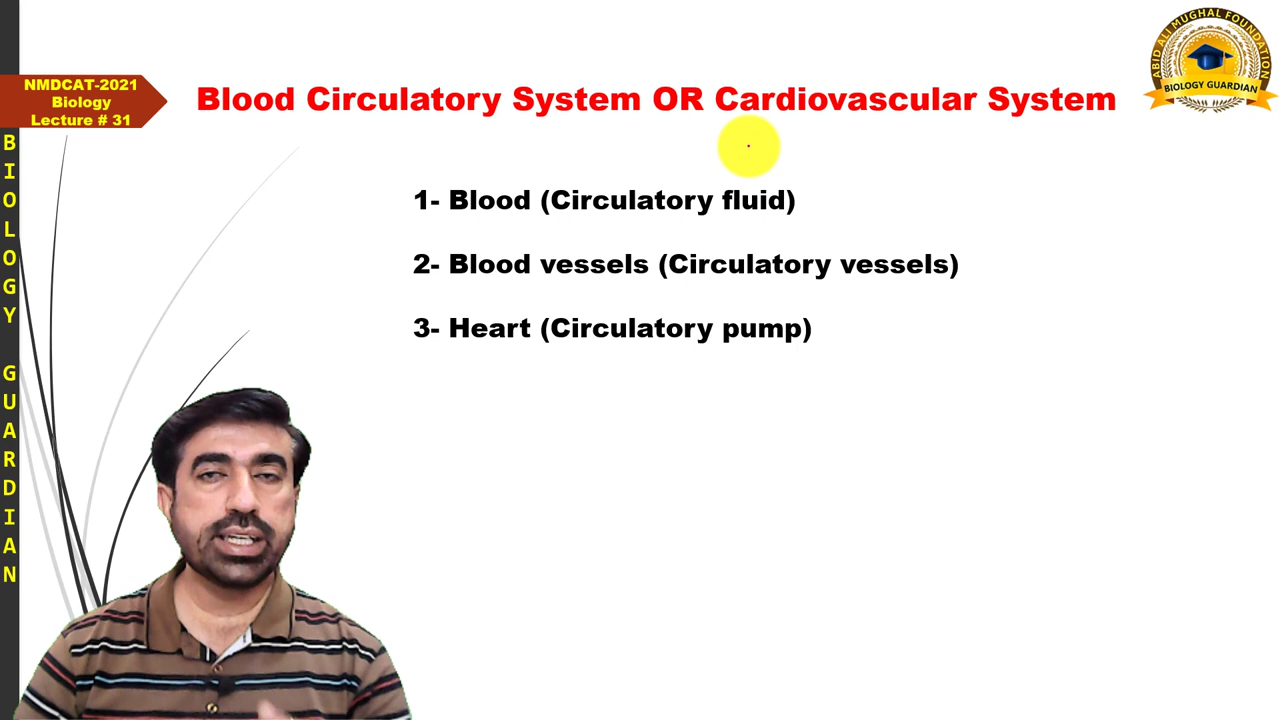 NMDCAT-2021
Biology
Lecture # 31
Blood Circulatory System OR Cardiovascular System
ABID ALI MUGHAL FOUNDATION
BIOLOGY GUARDIAN
1- Blood (Circulatory fluid)
2- Blood vessels (Circulatory vessels)
3- Heart (Circulatory pump)
BIOLOGY GUARDIAN